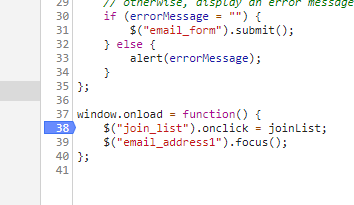 29 // otherwise, display an error message
30 if (errorMessage = "") {
31 $("email_form").submit();
32 } else {
33 alert(errorMessage);
34 }
35 };
36
37 window.onload = function() {
38 $("join_list").onclick = joinList;
39 $("email_address1").focus();
40 };
41